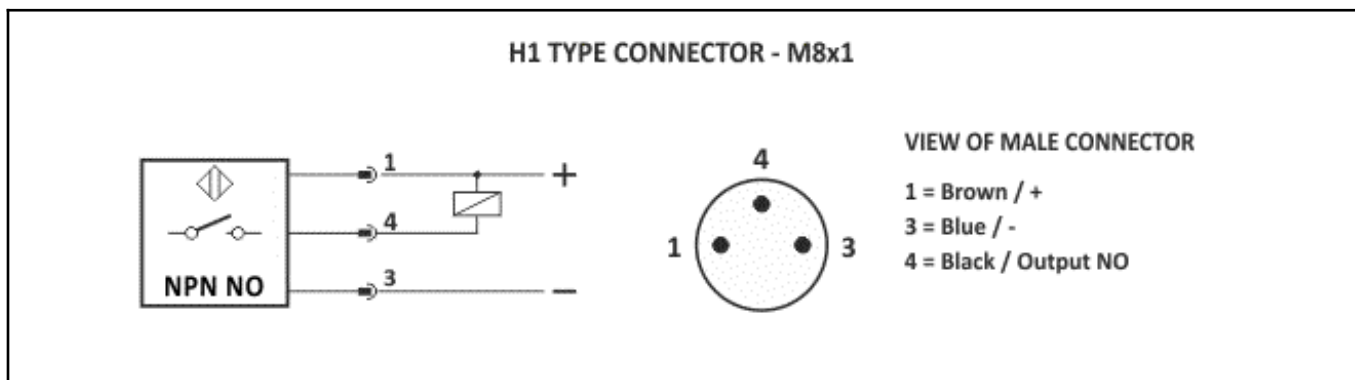 H1 TYPE CONNECTOR - M8x1
1
+
4
NPN NO
3
−
4
1
3
VIEW OF MALE CONNECTOR
1 = Brown / +
3 = Blue / -
4 = Black / Output NO